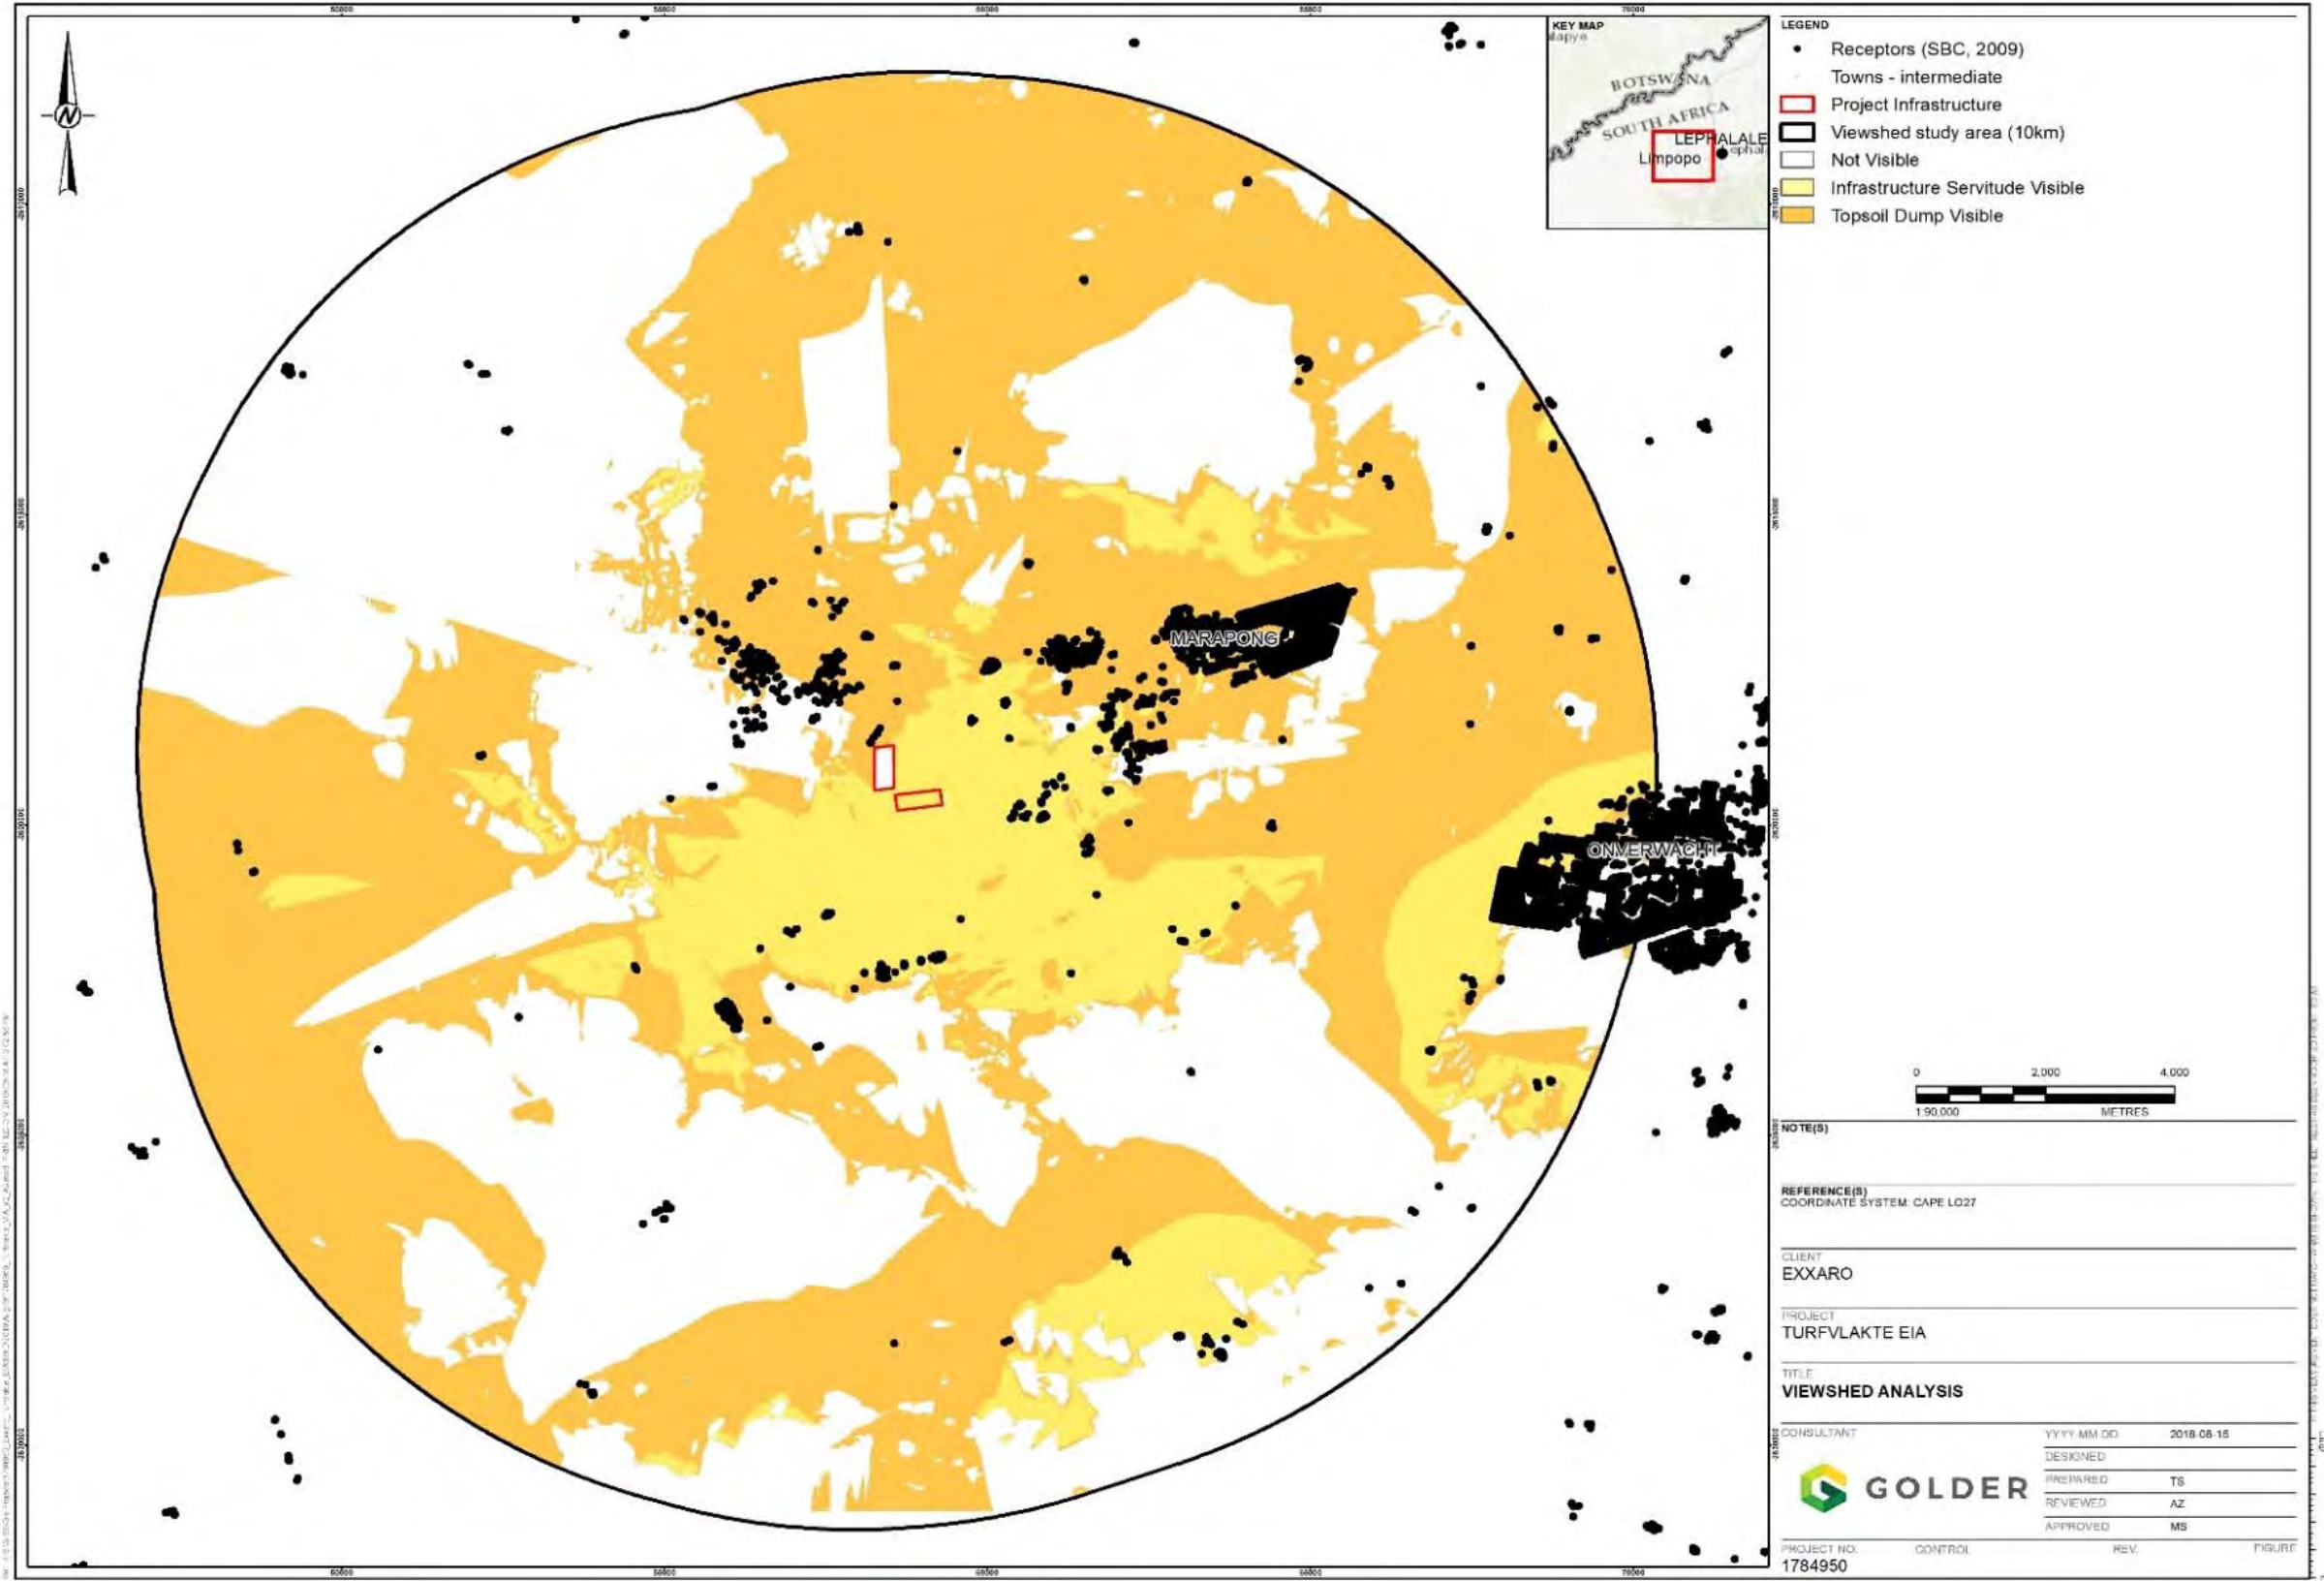 KEY MAP
BOTSWANA
SOUTH AFRICA
LEPHALALE
Limpopo
N
MARAPONG
ONVERWACHT
LEGEND
Receptors (SBC, 2009)
Towns - intermediate
Project Infrastructure
Viewshed study area (10km)
Not Visible
Infrastructure Servitude Visible
Topsoil Dump Visible
0 2,000 4,000
1:90,000 METRES
NOTE(S)
REFERENCE(S)
COORDINATE SYSTEM: CAPE LO27
CLIENT
EXXARO
PROJECT
TURFVLAKTE EIA
TITLE
VIEWSHED ANALYSIS
CONSULTANT
GOLDER
YYYY-MM-DD 2018-08-15
DESIGNED
PREPARED TS
REVIEWED AZ
APPROVED MS
PROJECT NO. CONTROL REV. FIGURE
1784950